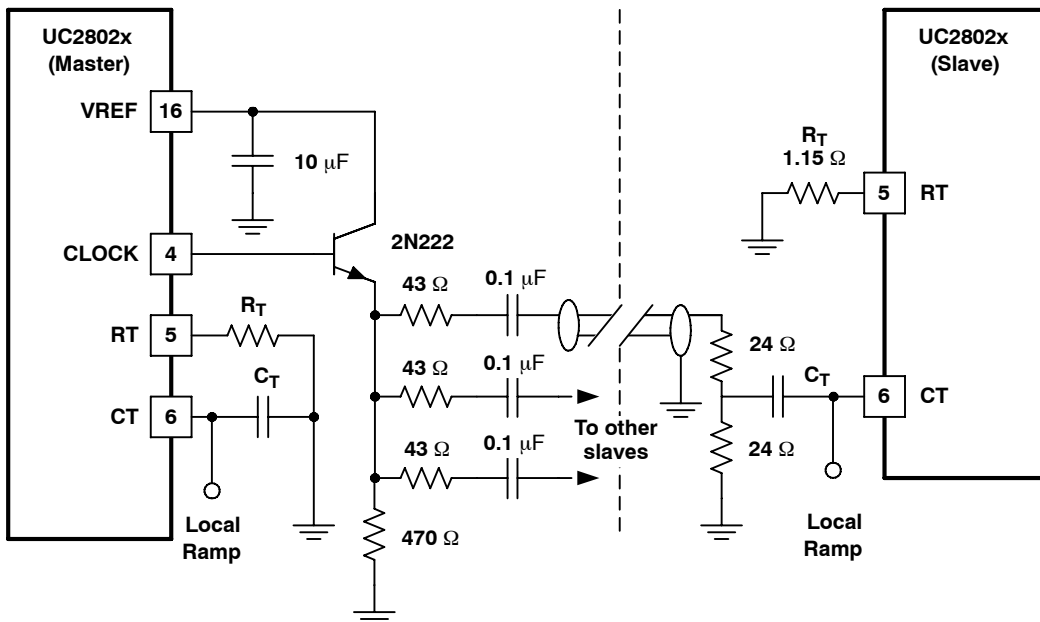 UC2802x
(Master)
VREF
16
10 μF
CLOCK
4
2N222
RT
5
RT
CT
6
CT
Local
Ramp
43 Ω
0.1 μF
43 Ω
0.1 μF
43 Ω
0.1 μF
To other
slaves
470 Ω
UC2802x
(Slave)
RT
1.15 Ω
5
RT
24 Ω
CT
6
CT
24 Ω
Local
Ramp